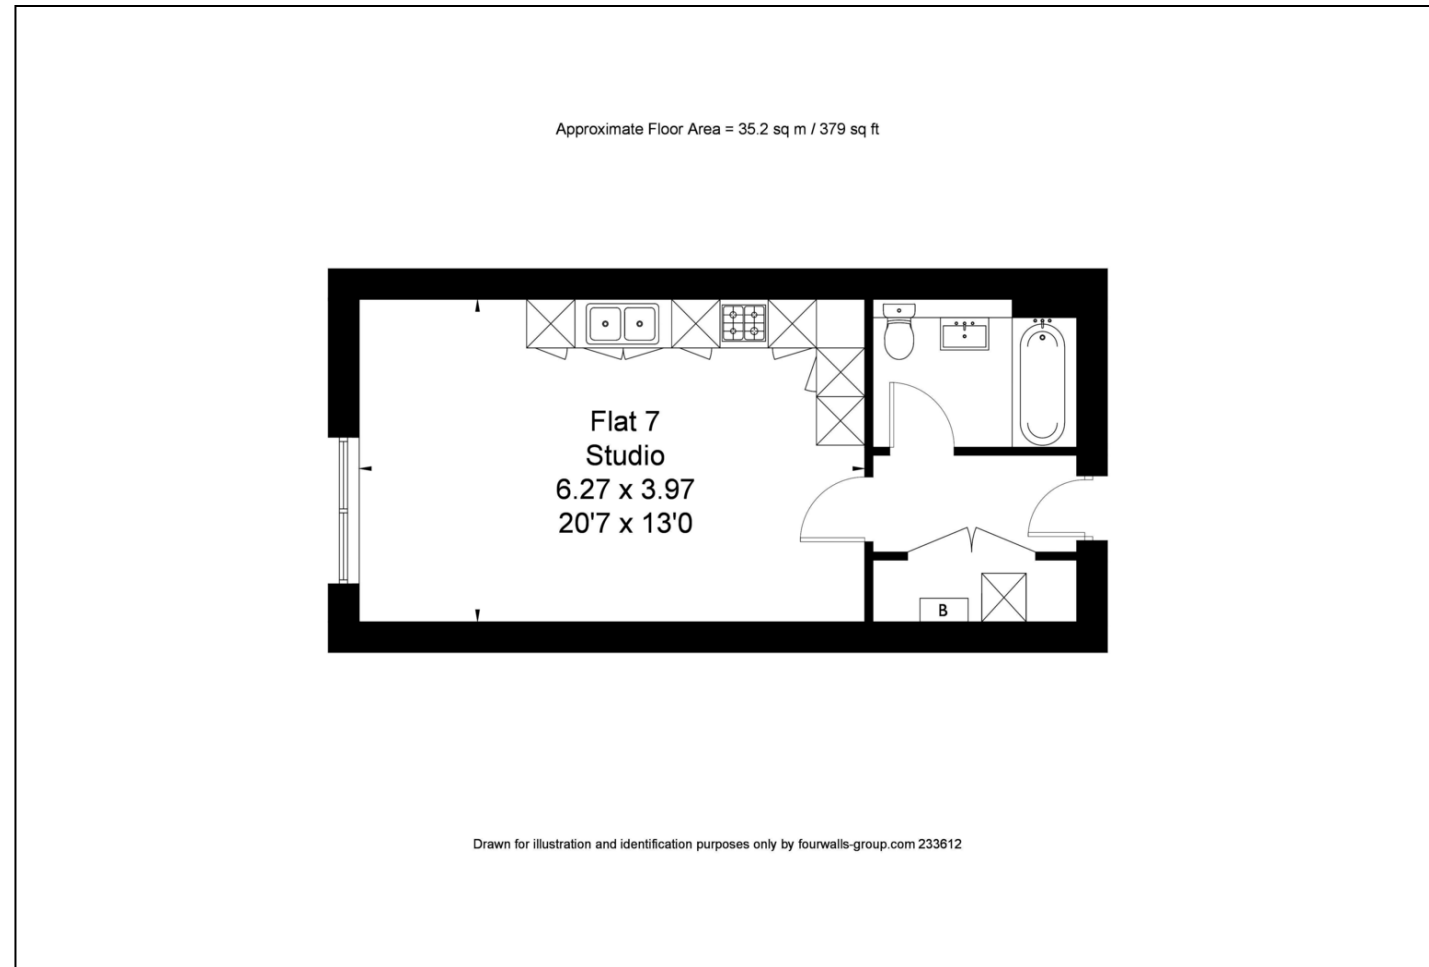 Approximate Floor Area = 35.2 sq m / 379 sq ft
Flat 7
Studio
6.27 x 3.97
20'7 x 13'0
B
Drawn for illustration and identification purposes only by fourwalls-group.com 233612